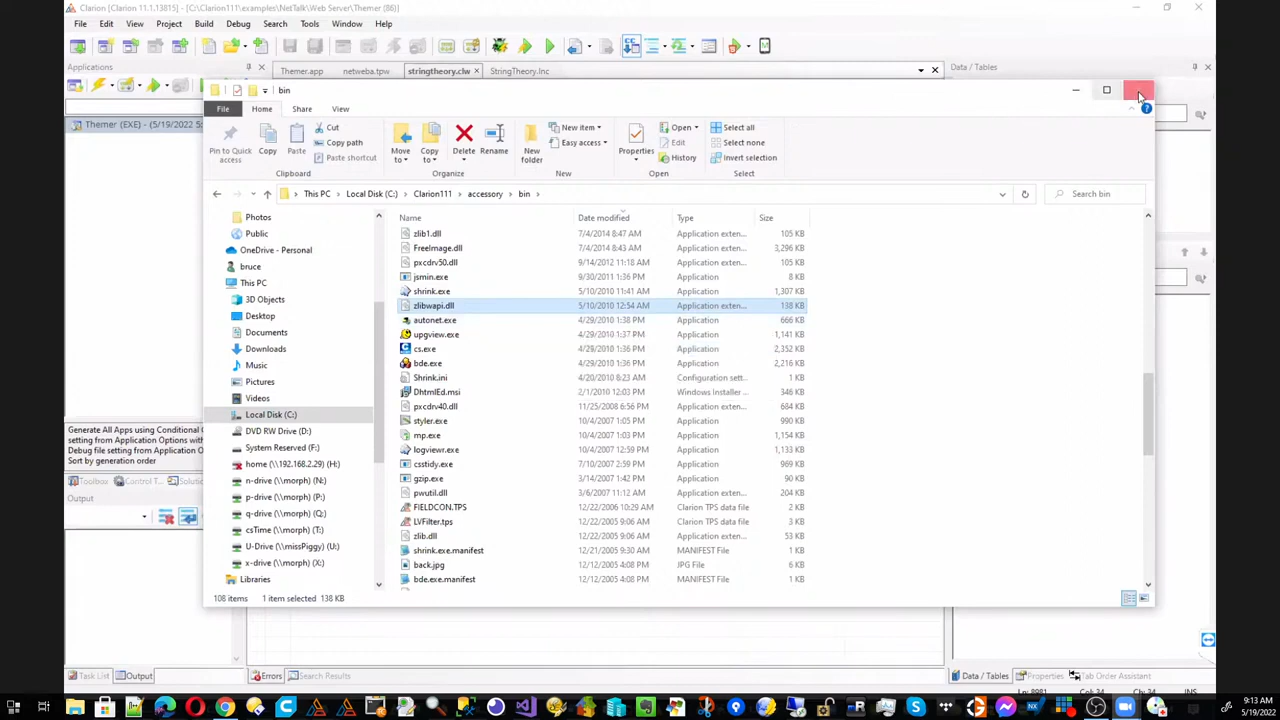 Clarion [Clarion 11.1.13815] - [C:\Clarion111\examples\NetTalk\Web Server\Themer (86)]
File Edit View Project Build Debug Search Tools Window Help
Applications
Themer.app netweba.tpw stringtheory.clw StringTheory.Inc
Data / Tables
bin
File Home Share View
Themer (EXE) - (5/19/2022 5:
Pin to Quick access
Copy
Paste
Cut
Copy path
Paste shortcut
Move to
Copy to
Delete
Rename
New folder
New item
Easy access
Properties
Open
Edit
History
Select all
Select none
Invert selection
Clipboard Organize New Open Select
This PC Local Disk (C:) Clarion111 accessory bin
Search bin
Name Date modified Type Size
Photos
Public
OneDrive - Personal
bruce
This PC
3D Objects
Desktop
Documents
Downloads
Music
Pictures
Videos
Local Disk (C:)
DVD RW Drive (D:)
System Reserved (F:)
home (\\192.168.2.29) (H:)
n-drive (\\morph) (N:)
p-drive (\\morph) (P:)
q-drive (\\morph) (Q:)
csTime (\\morph) (T:)
U-Drive (\\missPiggy) (U:)
x-drive (\\morph) (X:)
Libraries
zlib1.dll 7/4/2014 8:47 AM Application exten... 105 KB
FreeImage.dll 7/4/2014 8:43 AM Application exten... 3,296 KB
pxcdrv50.dll 9/14/2012 11:18 AM Application exten... 105 KB
jsmin.exe 9/30/2011 1:36 PM Application 8 KB
shrink.exe 5/10/2010 11:41 AM Application 1,307 KB
zlibwapi.dll 5/10/2010 12:54 AM Application exten... 138 KB
autonet.exe 4/29/2010 1:38 PM Application 666 KB
upgview.exe 4/29/2010 1:37 PM Application 1,141 KB
cs.exe 4/29/2010 1:36 PM Application 2,352 KB
bde.exe 4/29/2010 1:36 PM Application 2,216 KB
Shrink.ini 4/20/2010 8:23 AM Configuration sett... 1 KB
DhtmlEd.msi 2/1/2010 12:03 PM Windows Installer ... 346 KB
pxcdrv40.dll 11/25/2008 6:56 PM Application exten... 684 KB
styler.exe 10/4/2007 1:05 PM Application 990 KB
mp.exe 10/4/2007 1:03 PM Application 1,154 KB
logviewr.exe 10/4/2007 12:59 PM Application 1,133 KB
csstidy.exe 7/10/2007 2:59 PM Application 969 KB
gzip.exe 3/14/2007 1:42 PM Application 90 KB
pwutil.dll 3/6/2007 11:12 AM Application exten... 204 KB
FIELDCON.TPS 12/22/2006 10:29 AM Clarion TPS data file 2 KB
LVFilter.tps 12/22/2005 9:06 AM Clarion TPS data file 3 KB
zlib.dll 12/22/2005 9:06 AM Application exten... 53 KB
shrink.exe.manifest 12/21/2005 9:30 AM MANIFEST File 1 KB
back.jpg 12/12/2005 4:08 PM JPG File 6 KB
bde.exe.manifest 12/12/2005 4:08 PM MANIFEST File 1 KB
108 items 1 item selected 138 KB
Generate All Apps using Conditional G
setting from Application Options with
Debug file setting from Application O
Sort by generation order
Toolbox Control T... Solutio
Output
Task List Output
Errors Search Results
Data / Tables Properties Tab Order Assistant
Ln: 8981 Col: 34 Ch: 34 INS
9:13 AM
5/19/2022